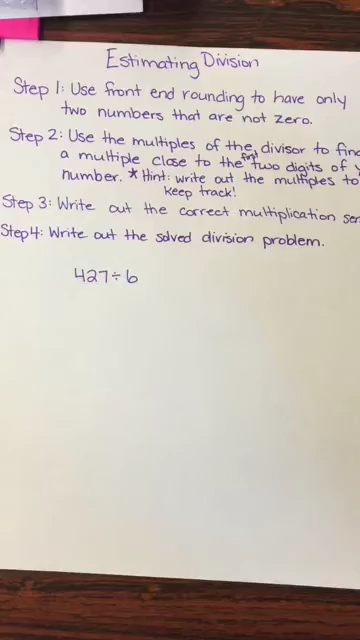 Estimating Division
Step 1: Use front end rounding to have only
two numbers that are not zero.
Step 2: Use the multiples of the divisor to find
a multiple close to the first two digits of
number. * Hint: write out the multiples to
keep track!
Step 3: Write out the correct multiplication
Step 4: Write out the solved division problem.
427 ÷ 6